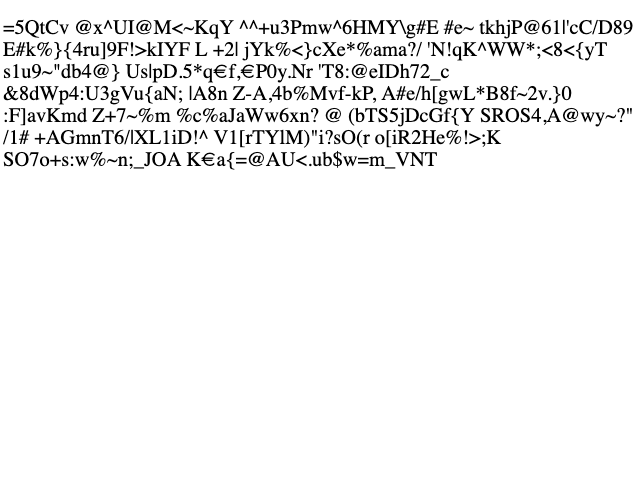 =5QtCv @x^UI@M<~KqY ^^+u3Pmw^6HMY\g#E #e~ tkhjP@61l'cC/D89
E#k%}{4ru]9F!>kIYF L +2| jYk%<}cXe*%ama?/ 'N!qK^WW*;<8<{yT
s1u9~"db4@} Us|pD.5*q€f,€P0y.Nr 'T8:@eIDh72_c
&8dWp4:U3gVu{aN; |A8n Z-A,4b%Mvf-kP, A#e/h[gwL*B8f~2v.}0
:F]avKmd Z+7~%m %c%aJaWw6xn? @ (bTS5jDcGf{Y SROS4,A@wy~?"
/1# +AGmnT6/|XL1iD!^ V1[rTYlM)"i?sO(r o[iR2He%!>;K
SO7o+s:w%~n;_JOA K€a{=@AU<.ub$w=m_VNT